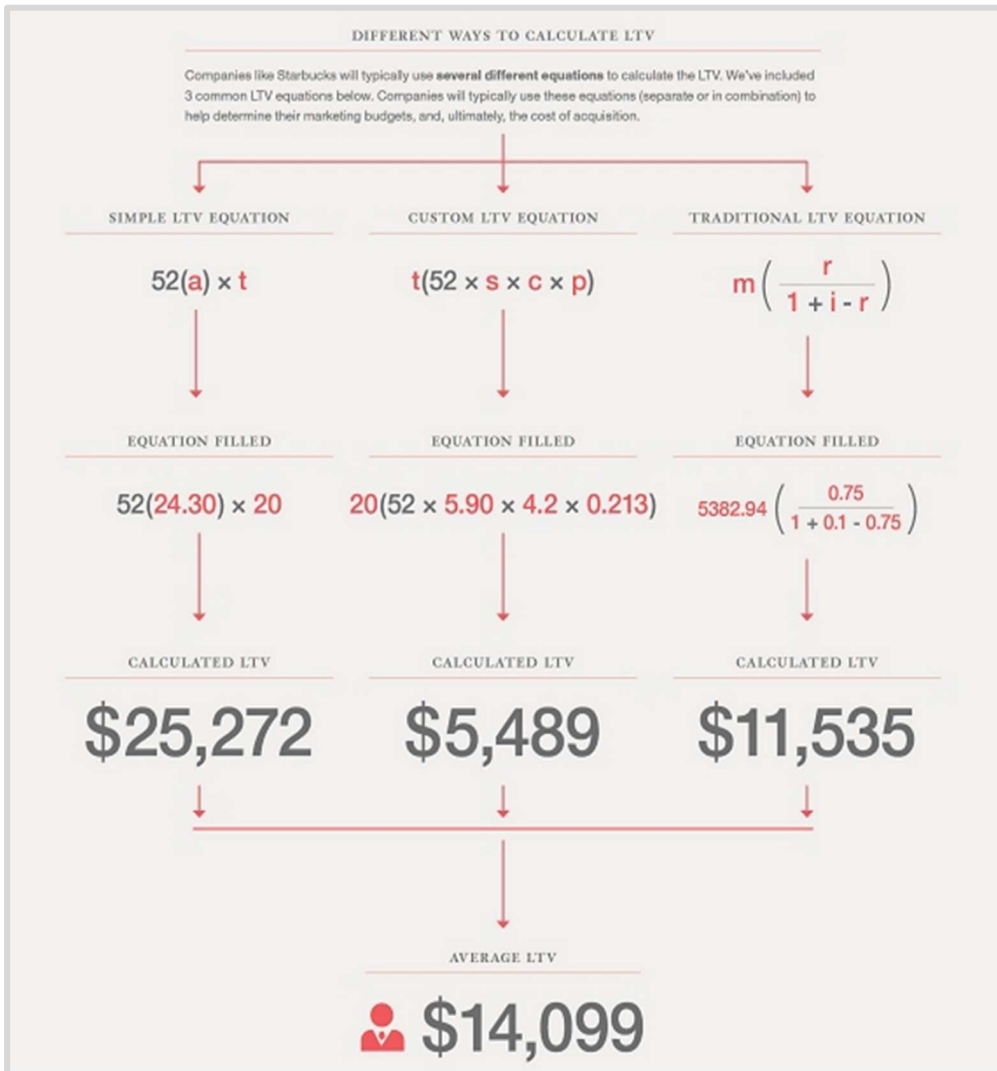 DIFFERENT WAYS TO CALCULATE LTV
Companies like Starbucks will typically use several different equations to calculate the LTV. We've included
3 common LTV equations below. Companies will typically use these equations (separate or in combination) to
help determine their marketing budgets, and, ultimately, the cost of acquisition.
SIMPLE LTV EQUATION
52(a) × t
EQUATION FILLED
52(24.30) × 20
CALCULATED LTV
$25,272
CUSTOM LTV EQUATION
t(52 × s × c × p)
EQUATION FILLED
20(52 × 5.90 × 4.2 × 0.213)
CALCULATED LTV
$5,489
TRADITIONAL LTV EQUATION
m ( r / 1 + i - r )
EQUATION FILLED
5382.94 ( 0.75 / 1 + 0.1 - 0.75 )
CALCULATED LTV
$11,535
AVERAGE LTV
$14,099